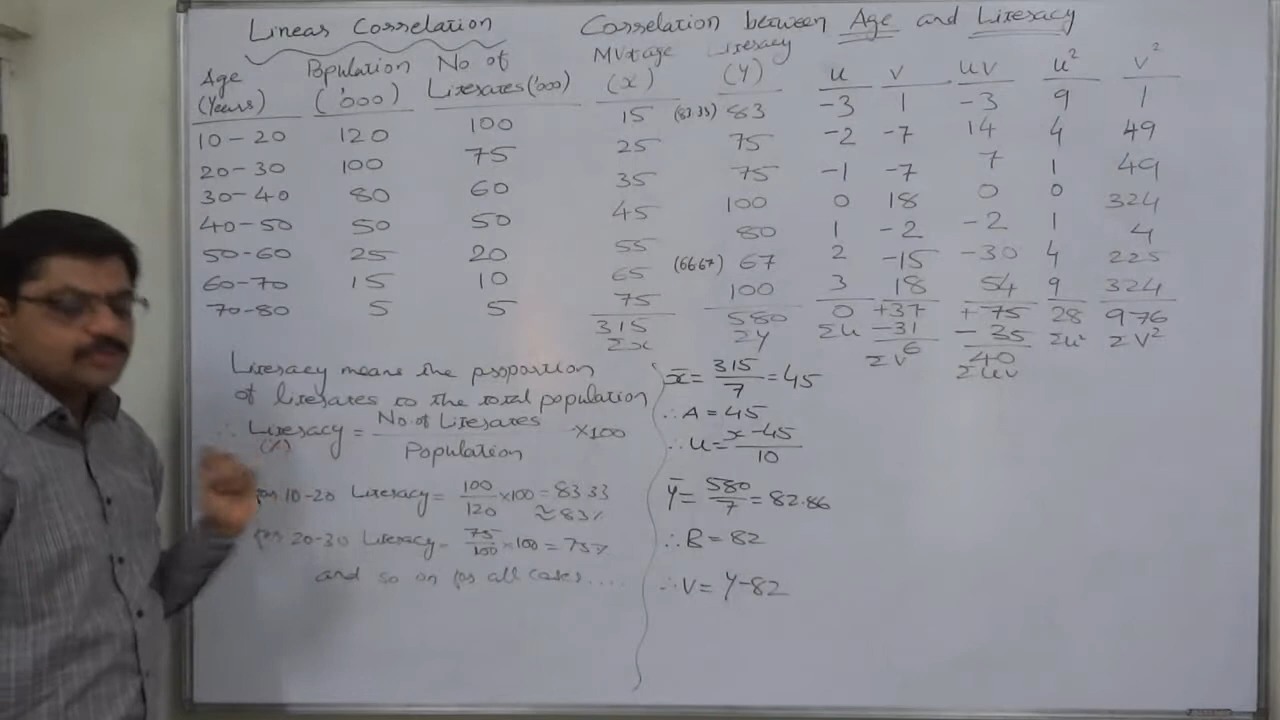 Linear Correlation Correlation between Age and Literacy
Age (Years) Population ('000) No of Literates ('000) MV of age (x) Literacy (y) u v uv u² v²
10-20 120 100 15 (83.33) 83 -3 1 -3 9 1
20-30 100 75 25 75 -2 -7 14 4 49
30-40 80 60 35 75 -1 -7 7 1 49
40-50 50 50 45 100 0 18 0 0 324
50-60 25 20 55 80 1 -2 -2 1 4
60-70 15 10 65 (66.67) 67 2 -15 -30 4 225
70-80 5 5 75 100 3 18 54 9 324
315 580 0 +37 +75 28 976
Σx Σy Σu -31 -35 Σu² Σv²
6 40
Σv Σuv
Literacy means the proportion
of literates to the total population
∴ Literacy (%) = No. of Literates / Population ×100
for 10-20 Literacy = 100/120 ×100 = 83.33
≈ 83%
for 20-30 Literacy = 75/100 ×100 = 75%
and so on for all cases....
x̄ = 315/7 = 45
∴ A = 45
∴ u = x-45/10
ȳ = 580/7 = 82.86
∴ B = 82
∴ v = y-82